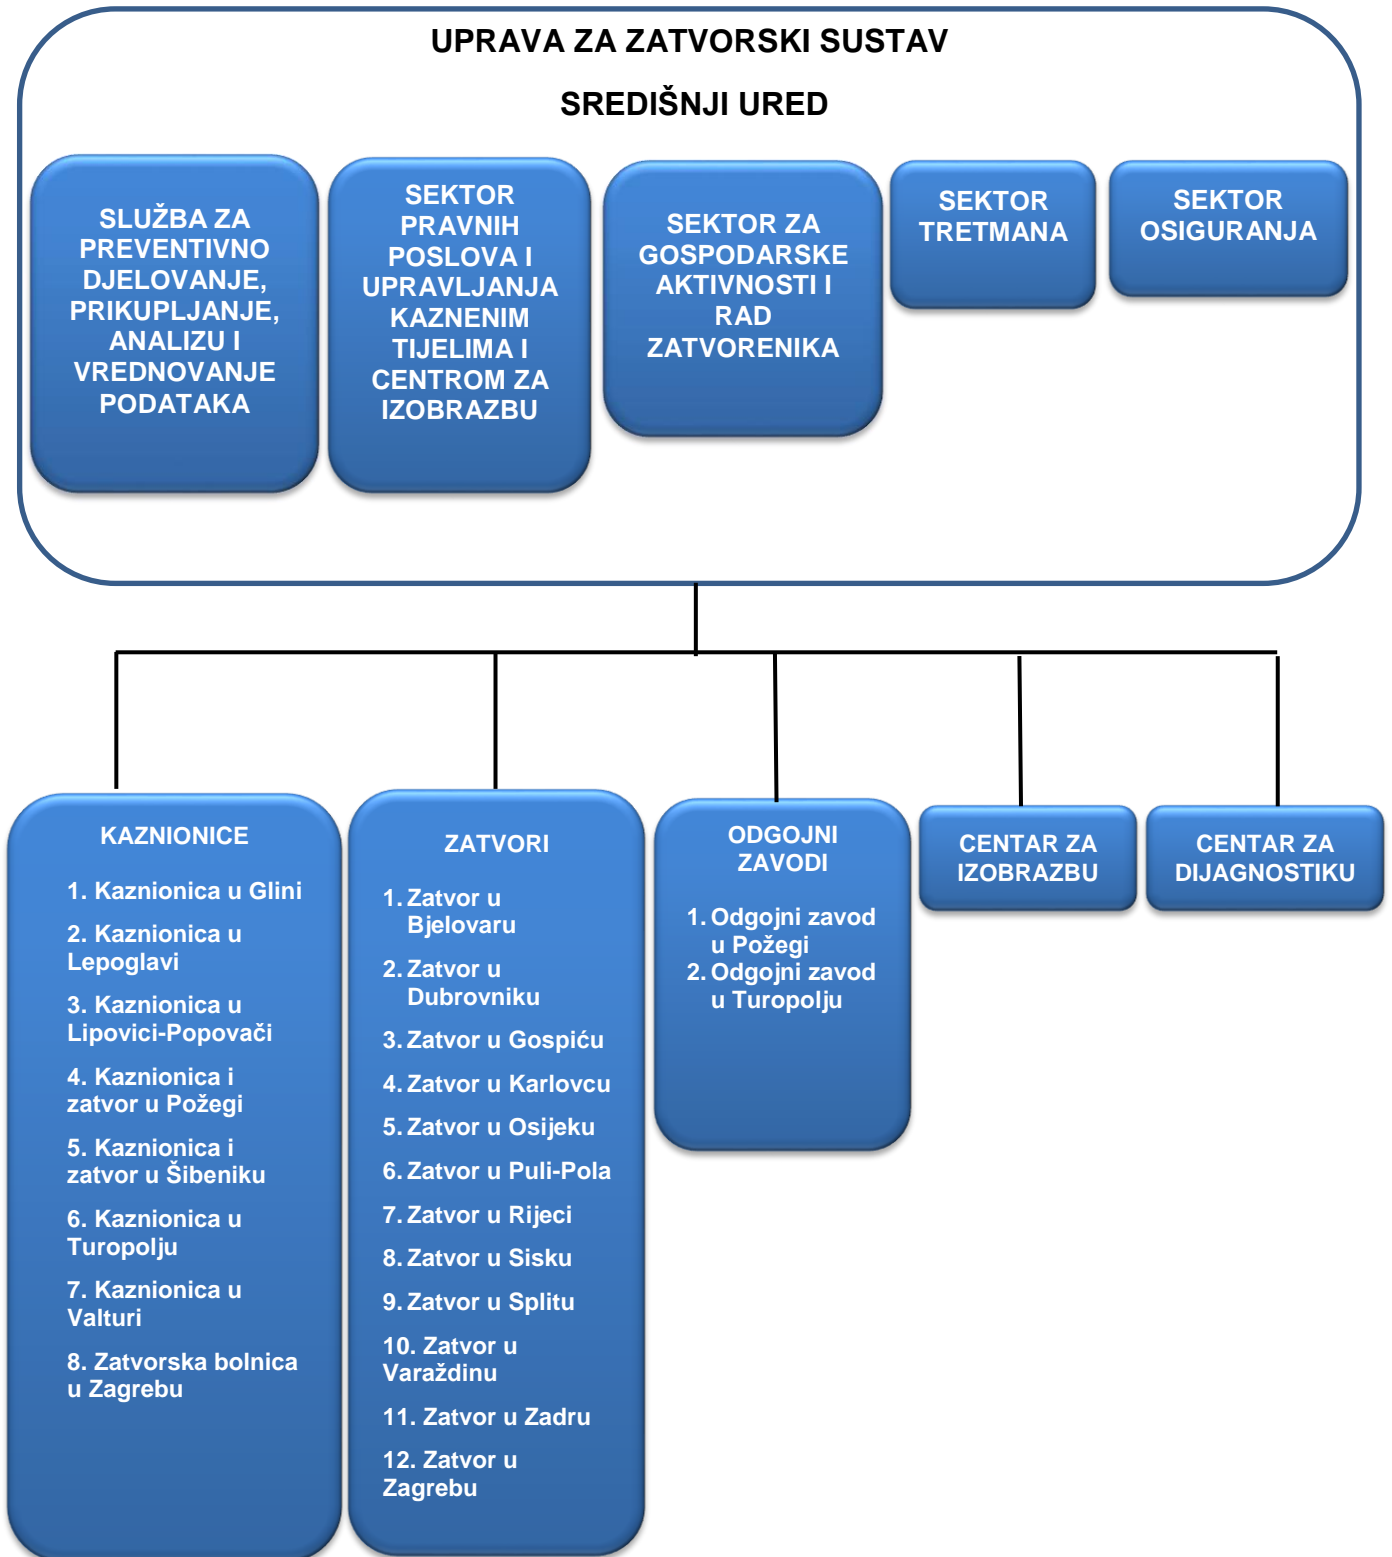 UPRAVA ZA ZATVORSKI SUSTAV
SREDIŠNJI URED
SLUŽBA ZA
PREVENTIVNO
DJELOVANJE,
PRIKUPLJANJE,
ANALIZU I
VREDNOVANJE
PODATAKA
SEKTOR
PRAVNIH
POSLOVA I
UPRAVLJANJA
KAZNENIM
TIJELIMA I
CENTROM ZA
IZOBRAZBU
SEKTOR ZA
GOSPODARSKE
AKTIVNOSTI I
RAD
ZATVORENIKA
SEKTOR
TRETMANA
SEKTOR
OSIGURANJA
KAZNIONICE
1. Kaznionica u Glini
2. Kaznionica u
Lepoglavi
3. Kaznionica u
Lipovici-Popovači
4. Kaznionica i
zatvor u Požegi
5. Kaznionica i
zatvor u Šibeniku
6. Kaznionica u
Turopolju
7. Kaznionica u
Valturi
8. Zatvorska bolnica
u Zagrebu
ZATVORI
1. Zatvor u
Bjelovaru
2. Zatvor u
Dubrovniku
3. Zatvor u Gospiću
4. Zatvor u Karlovcu
5. Zatvor u Osijeku
6. Zatvor u Puli-Pola
7. Zatvor u Rijeci
8. Zatvor u Sisku
9. Zatvor u Splitu
10. Zatvor u
Varaždinu
11. Zatvor u Zadru
12. Zatvor u
Zagrebu
ODGOJNI
ZAVODI
1. Odgojni zavod
u Požegi
2. Odgojni zavod
u Turopolju
CENTAR ZA
IZOBRAZBU
CENTAR ZA
DIJAGNOSTIKU